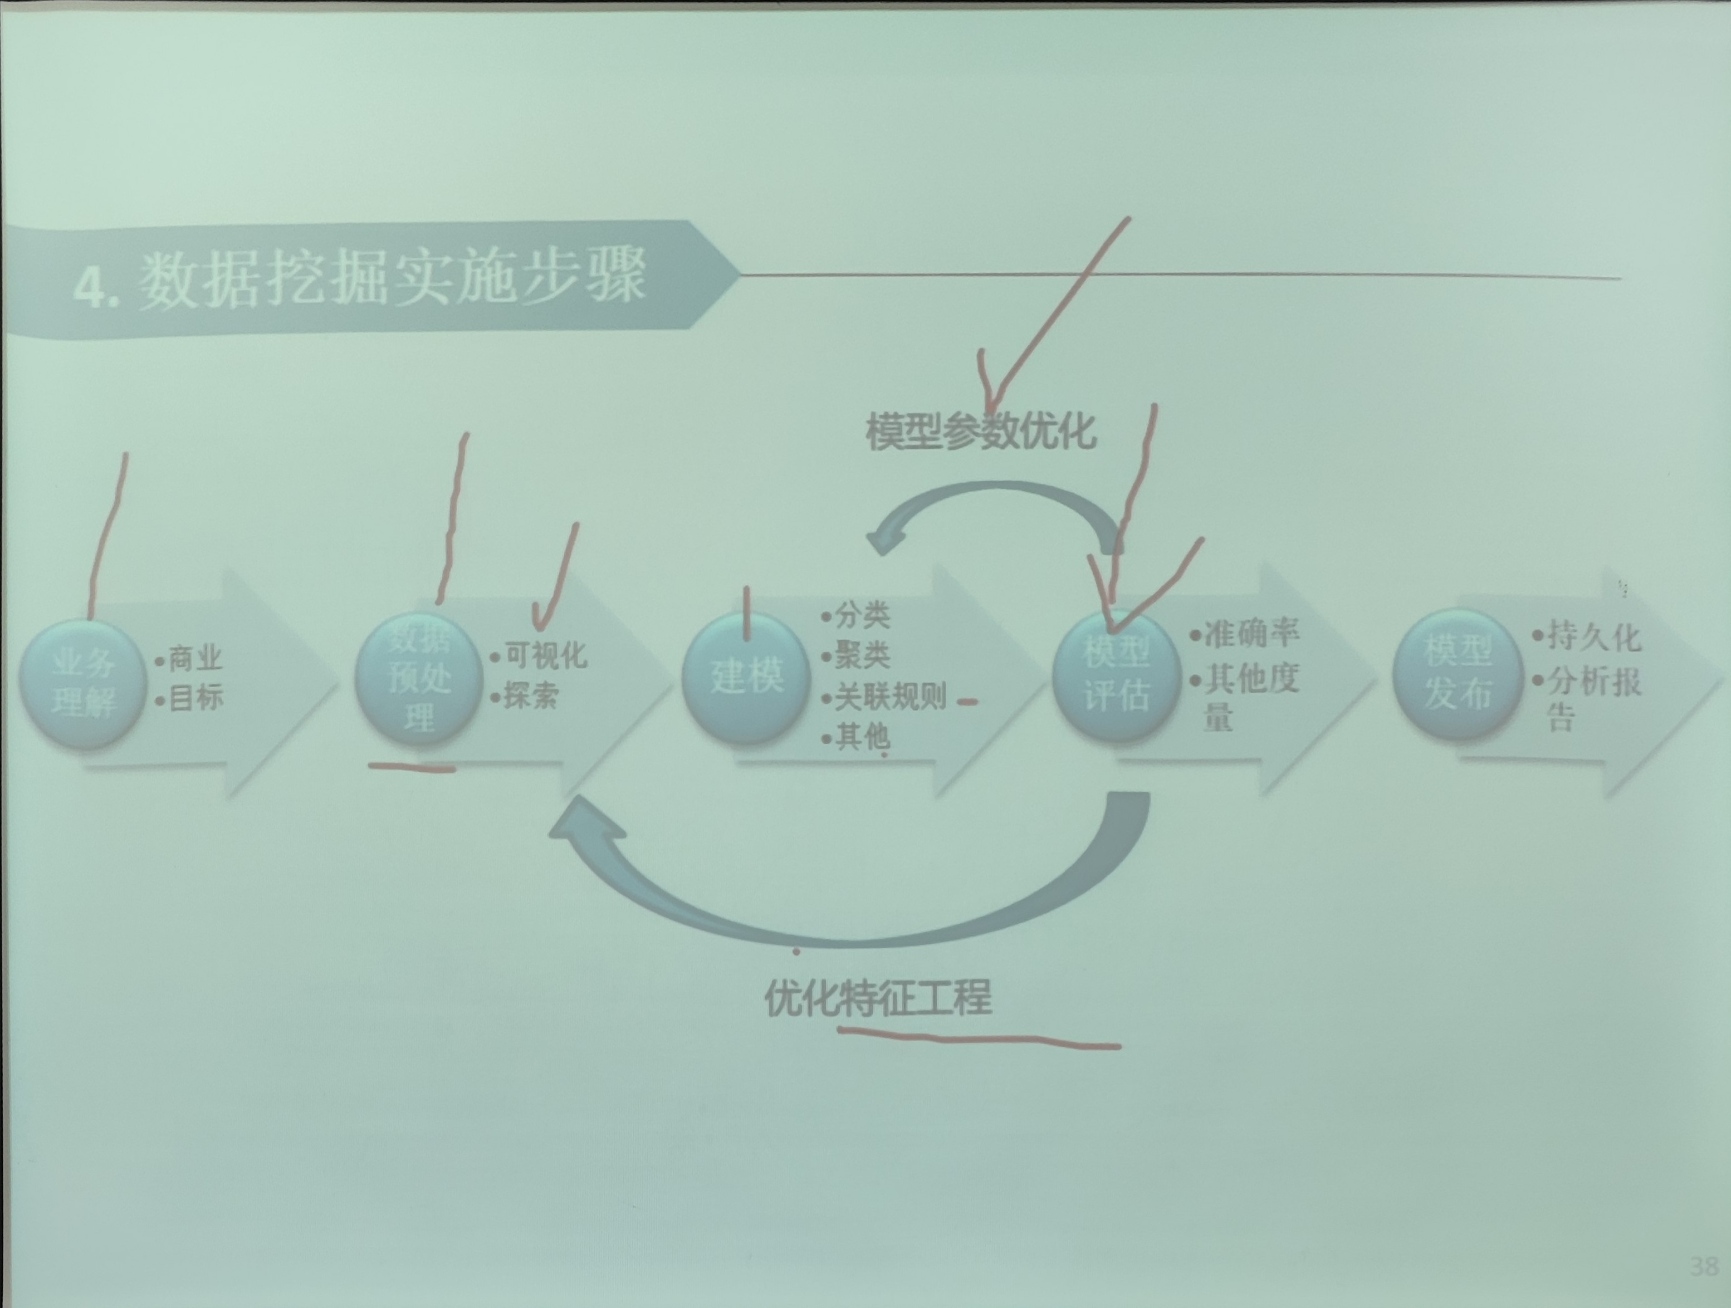 4. 数据挖掘实施步骤
模型参数优化
业务
理解
•商业
•目标
数据
预处
理
•可视化
•探索
建模
•分类
•聚类
•关联规则
•其他
模型
评估
•准确率
•其他度
量
模型
发布
•持久化
•分析报
告
优化特征工程
38